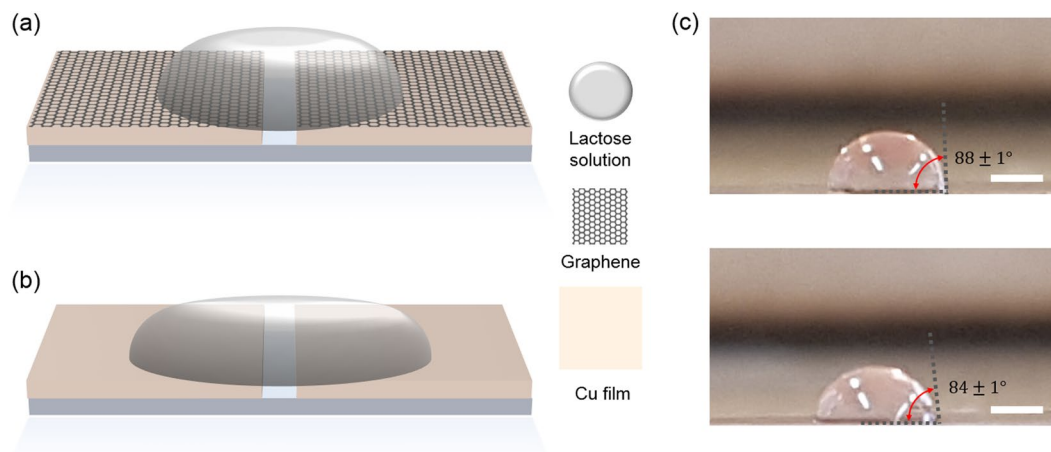 (a)
Lactose
solution
Graphene
(b)
Cu film
(c)
88 ± 1°
84 ± 1°